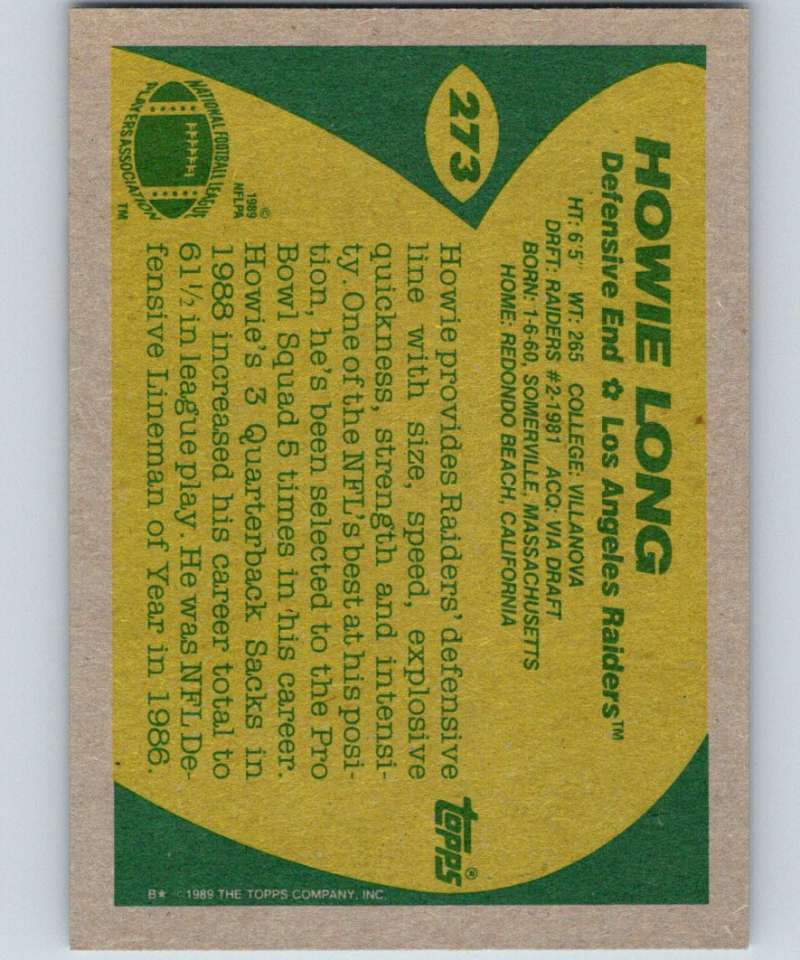 273
HOWIE LONG
Defensive End ✿ Los Angeles Raiders™
HT: 6'5" WT: 265 COLLEGE: VILLANOVA
DRFT: RAIDERS #2-1981 ACQ: VIA DRAFT
BORN: 1-6-60, SOMERVILLE, MASSACHUSETTS
HOME: REDONDO BEACH, CALIFORNIA
Howie provides Raiders' defensive
line with size, speed, explosive
quickness, strength and intensi-
ty. One of the NFL's best at his posi-
tion, he's been selected to the Pro
Bowl Squad 5 times in his career.
Howie's 3 Quarterback Sacks in
1988 increased his career total to
61½ in league play. He was NFL De-
fensive Lineman of Year in 1986.
NATIONAL FOOTBALL LEAGUE
PLAYERS ASSOCIATION
™
©
1989
NFLPA
topps®
B★ ©1989 THE TOPPS COMPANY, INC.